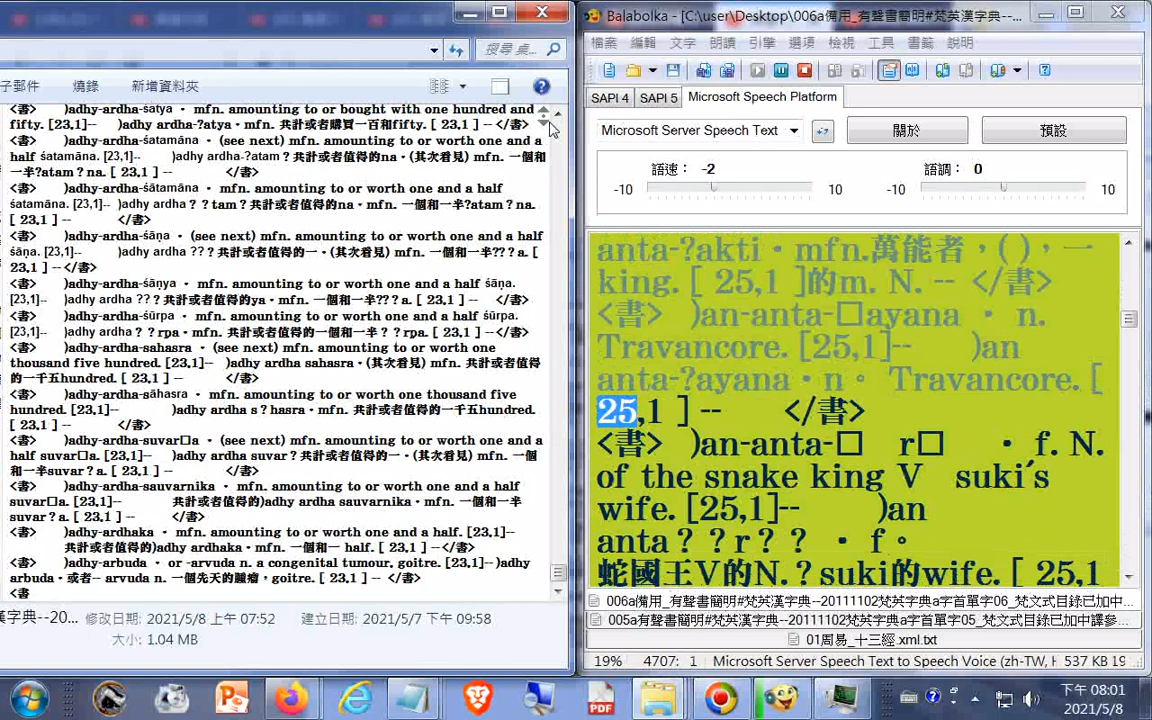 搜尋桌...
子郵件 燒錄 新增資料夾
<書> )adhy-ardha-śatya・mfn. amounting to or bought with one hundred and
fifty. [23,1]-- )adhy ardha-?atya・mfn. 共計或者購買一百和fifty. [ 23,1 ] --</書>
<書> )adhy-ardha-śatamāna・(see next) mfn. amounting to or worth one and a
half śatamāna. [23,1]-- )adhy ardha-?atam？共計或者值得的na・(其次看見) mfn. 一個和
一半?atam？na. [ 23,1 ] -- </書>
<書> )adhy-ardha-śātamāna・mfn. amounting to or worth one and a half
śatamāna. [23,1]-- )adhy ardha？？tam？共計或者值得的na・mfn. 一個和一半?atam？na. [
23,1 ] -- </書>
<書> )adhy-ardha-śāṇa・(see next) mfn. amounting to or worth one and a half
śāṇa. [23,1]-- )adhy ardha ???共計或者值得的一・(其次看見) mfn. 一個和一半???a. [
23,1 ] --</書>
<書> )adhy-ardha-śāṇya・mfn. amounting to or worth one and a half śāṇa.
[23,1]-- )adhy ardha ???共計或者值得的ya・mfn. 一個和一半???a. [ 23,1 ] -- </書>
<書> )adhy-ardha-śūrpa・mfn. amounting to or worth one and a half śūrpa.
[23,1]-- )adhy ardha？？rpa・mfn. 共計或者值得的一個和一半？？rpa. [ 23,1 ] -- </書>
<書> )adhy-ardha-sahasra・(see next) mfn. amounting to or worth one
thousand five hundred. [23,1]-- )adhy ardha sahasra・(其次看見) mfn. 共計或者值得
的一千五hundred. [ 23,1 ] -- </書>
<書> )adhy-ardha-sāhasra・mfn. amounting to or worth one thousand five
hundred. [23,1]-- )adhy ardha s？hasra・mfn. 共計或者值得的一千五hundred.
[ 23,1 ] -- </書>
<書> )adhy-ardha-suvar□a・(see next) mfn. amounting to or worth one and a
half suvar□a. [23,1]-- )adhy ardha suvar？共計或者值得的一・(其次看見) mfn. 一個
和一半suvar？a. [ 23,1 ] -- </書>
<書> )adhy-ardha-sauvarnika・mfn. amounting to or worth one and a half
suvar□a. [23,1]-- 共計或者值得的)adhy ardha sauvarnika・mfn. 一個和一半
suvar？a. [ 23,1 ] -- </書>
<書> )adhy-ardhaka・mfn. amounting to or worth one and a half. [23,1]--
共計或者值得的)adhy ardhaka・mfn. 一個和一 half. [ 23,1 ] -- </書>
<書> )adhy-arbuda・or -arvuda n. a congenital tumour, goitre. [23,1]-- )adhy
arbuda・或者-- arvuda n. 一個先天的腫瘤，goitre. [ 23,1 ] -- </書>
<書
漢字典--20... 修改日期: 2021/5/8 上午 07:52 建立日期: 2021/5/7 下午 09:58
大小: 1.04 MB
Balabolka - [C:\user\Desktop\006a備用_有聲書簡明#梵英漢字典--2...
檔案 編輯 文字 朗讀 引擎 選項 檢視 工具 書籤 說明
SAPI 4 SAPI 5 Microsoft Speech Platform
Microsoft Server Speech Text 關於 預設
語速: -2 語調: 0
-10 10 -10 10
anta-?akti・mfn.萬能者，( )，一
king. [ 25,1 ]的m. N. -- </書>
<書> )an-anta-□ayana・n.
Travancore. [25,1]-- )an
anta-?ayana・n。 Travancore. [
25,1 ] -- </書>
<書> )an-anta-□ r□ ・f. N.
of the snake king V suki's
wife. [25,1]-- )an
anta？？r？？・f。
蛇國王V的N.？suki的wife. [ 25,1
006a備用_有聲書簡明#梵英漢字典--20111102梵英字典a字首單字06_梵文式目錄已加中...
005a有聲書簡明#梵英漢字典--20111102梵英字典a字首單字05_梵文式目錄已加中譯參...
01周易_十三經.xml.txt
19% 4707: 1 Microsoft Server Speech Text to Speech Voice (zh-TW, H 537 KB 19
PDF
下午 08:01
2021/5/8